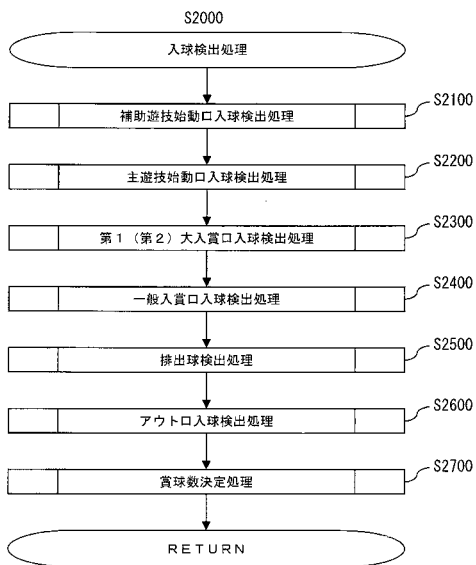 S2000
入球検出処理
S2100
補助遊技始動口入球検出処理
S2200
主遊技始動口入球検出処理
S2300
第１（第２）大入賞口入球検出処理
S2400
一般入賞口入球検出処理
S2500
排出球検出処理
S2600
アウト口入球検出処理
S2700
賞球数決定処理
ＲＥＴＵＲＮ